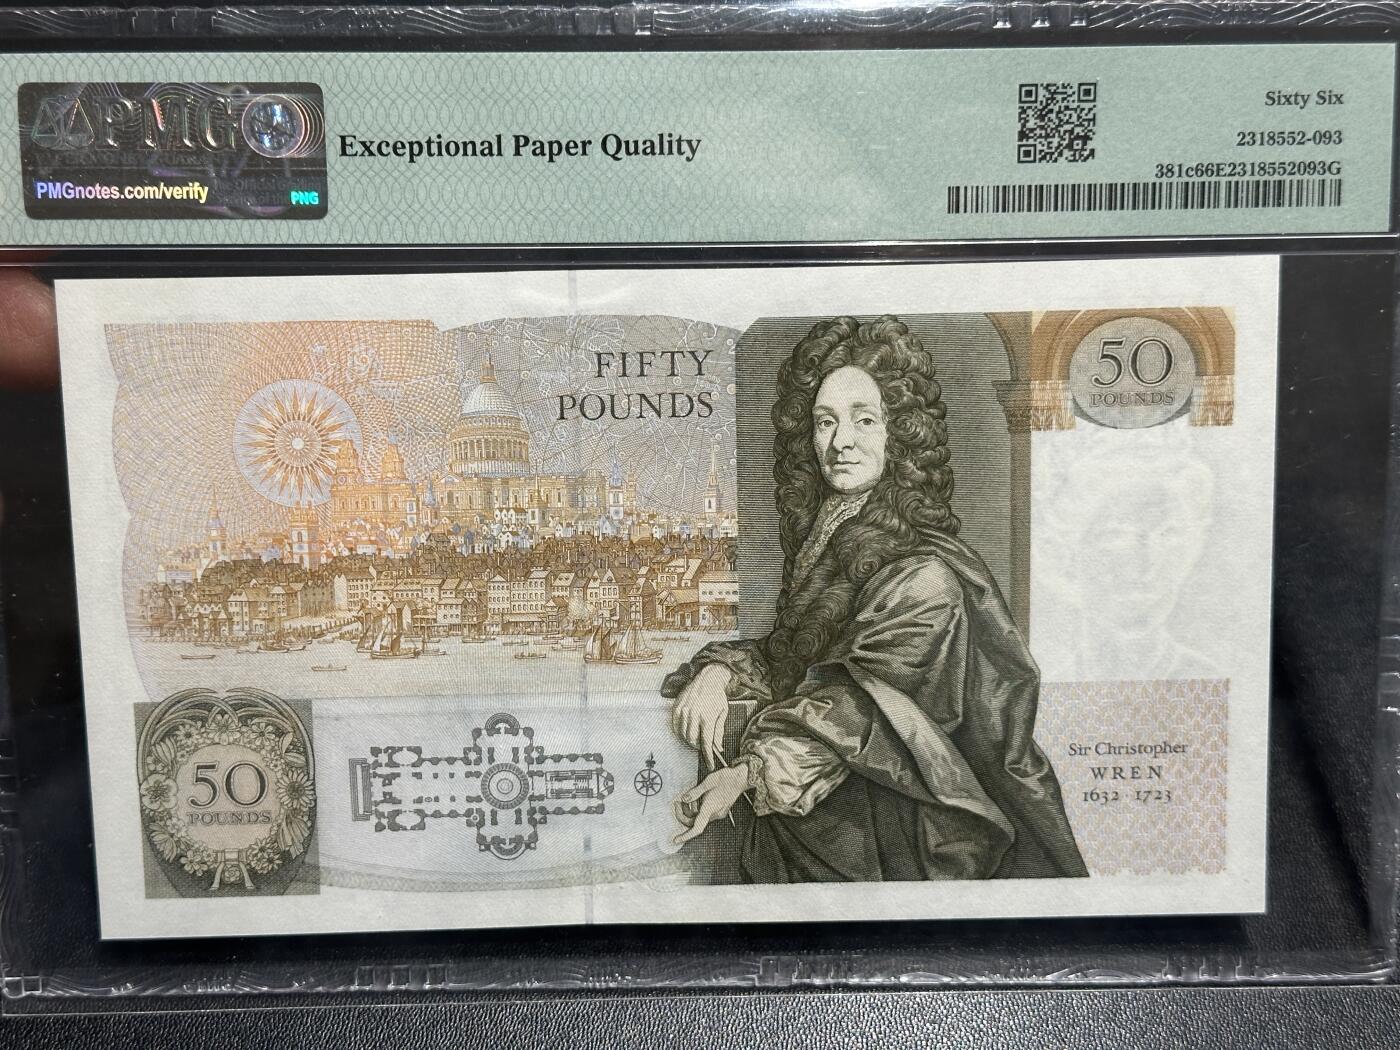 PMG
PMGnotes.com/verify
PNG
Exceptional Paper Quality
Sixty Six
2318552-093
381c66E2318552093G
FIFTY
POUNDS
50
POUNDS
50
POUNDS
Sir Christopher
WREN
1632 · 1723